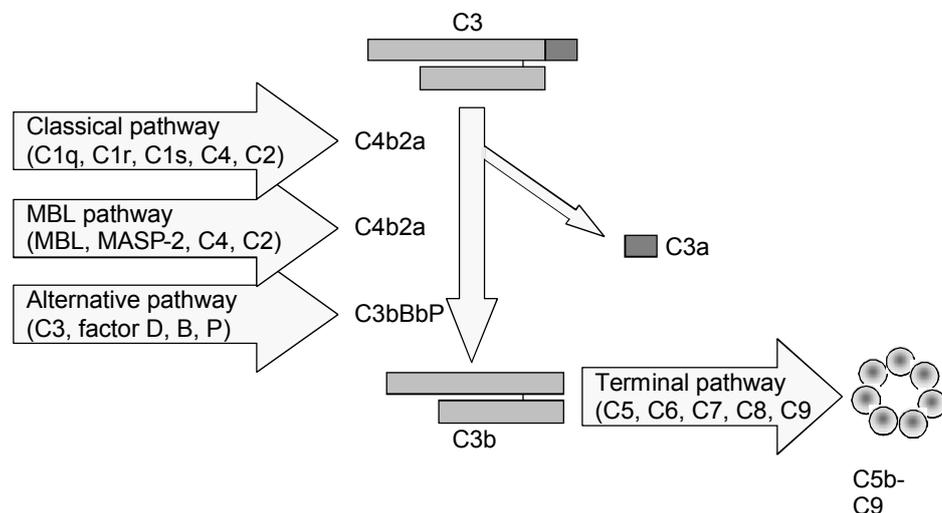 C3
Classical pathway
(C1q, C1r, C1s, C4, C2)
C4b2a
MBL pathway
(MBL, MASP-2, C4, C2)
C4b2a
C3a
Alternative pathway
(C3, factor D, B, P)
C3bBbP
Terminal pathway
(C5, C6, C7, C8, C9
C3b
C5b-
C9